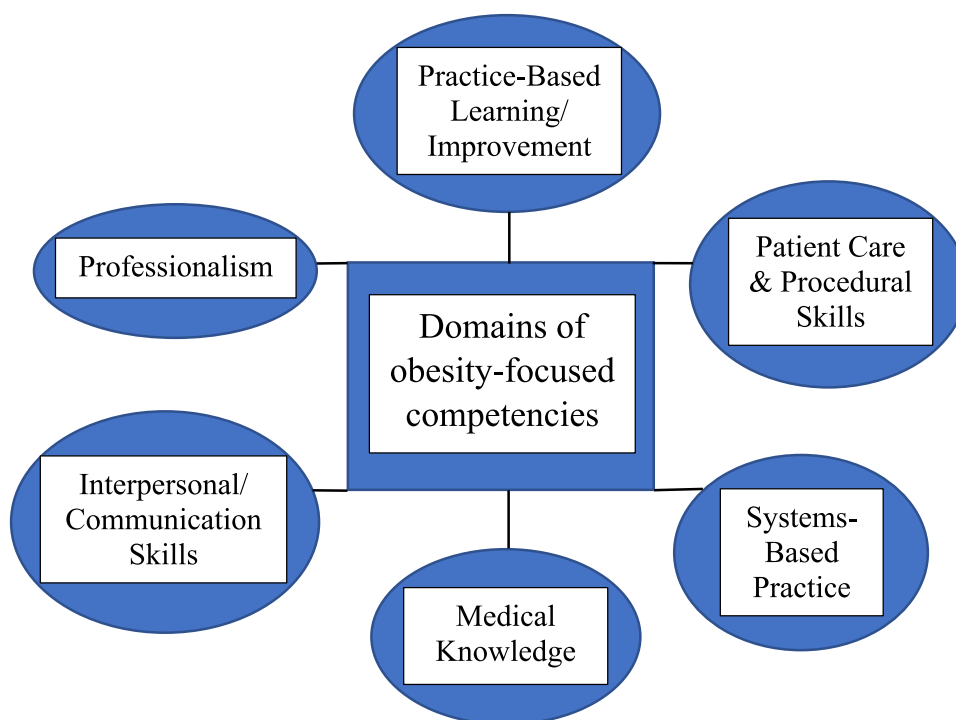 Practice-Based
Learning/
Improvement
Professionalism
Patient Care
& Procedural
Skills
Domains of
obesity-focused
competencies
Interpersonal/
Communication
Skills
Systems-
Based
Practice
Medical
Knowledge